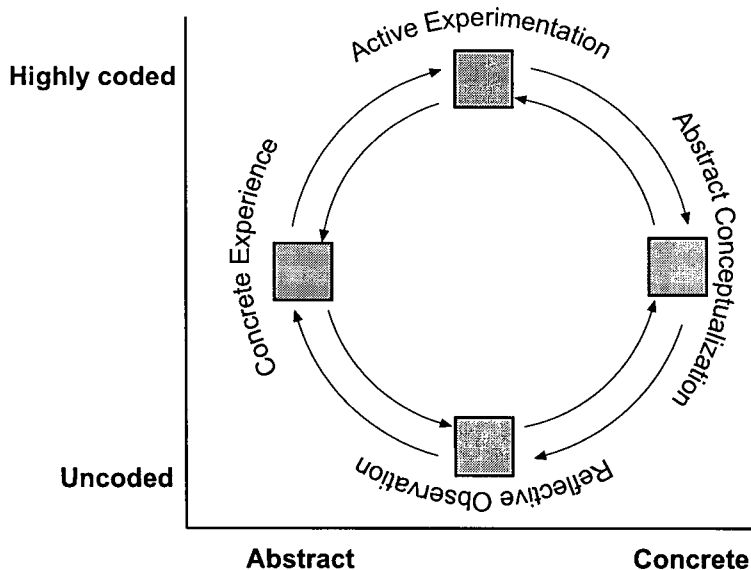 Active Experimentation
Highly coded
Abstract Conceptualization
Concrete Experience
Reflective Observation
Uncoded
Abstract
Concrete